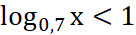 log₀,₇ x < 1